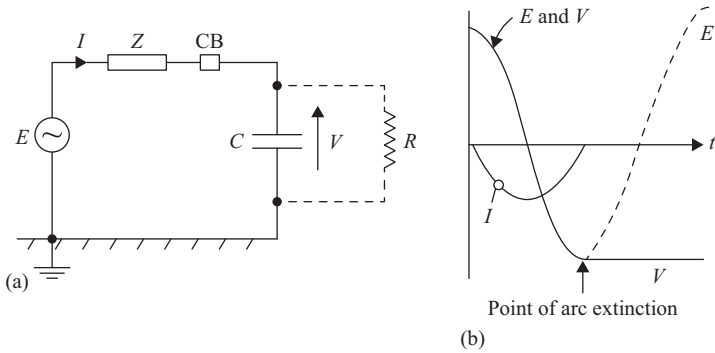 I
Z
CB
E
C
V
R
(a)
E and V
E
t
I
V
Point of arc extinction
(b)